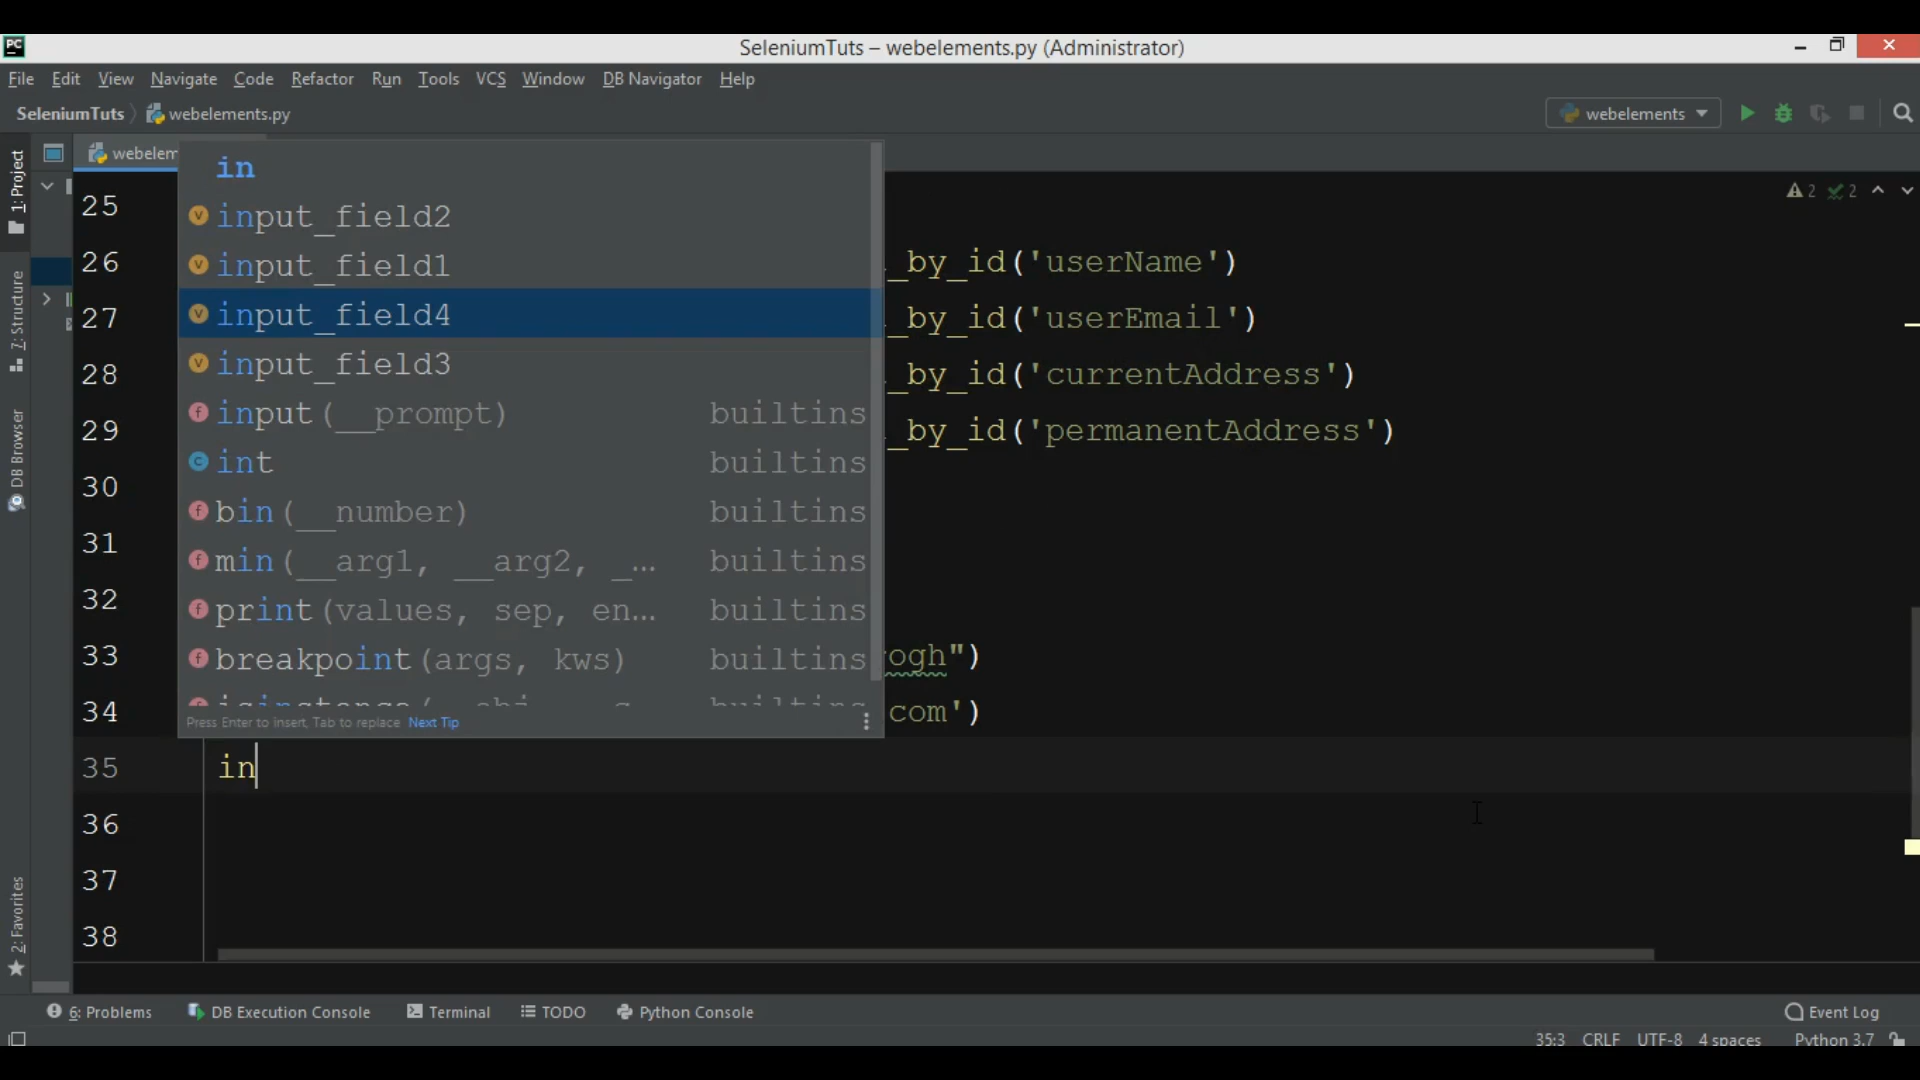 PC SeleniumTuts – webelements.py (Administrator)
File Edit View Navigate Code Refactor Run Tools VCS Window DB Navigator Help
SeleniumTuts webelements.py webelements
1: Project
7: Structure
DB Browser
2: Favorites
webelem
2 2
in
input_field2
input_field1
input_field4
input_field3
input(__prompt) builtins
int builtins
bin(__number) builtins
min(__arg1, __arg2, _… builtins
print(values, sep, en… builtins
breakpoint(args, kws) builtins
Press Enter to insert, Tab to replace Next Tip
25
26 _by_id('userName')
27 _by_id('userEmail')
28 _by_id('currentAddress')
29 _by_id('permanentAddress')
30
31
32
33 ogh")
34 com')
35 in
36
37
38
6: Problems DB Execution Console Terminal TODO Python Console Event Log
35:3 CRLF UTF-8 4 spaces Python 3.7